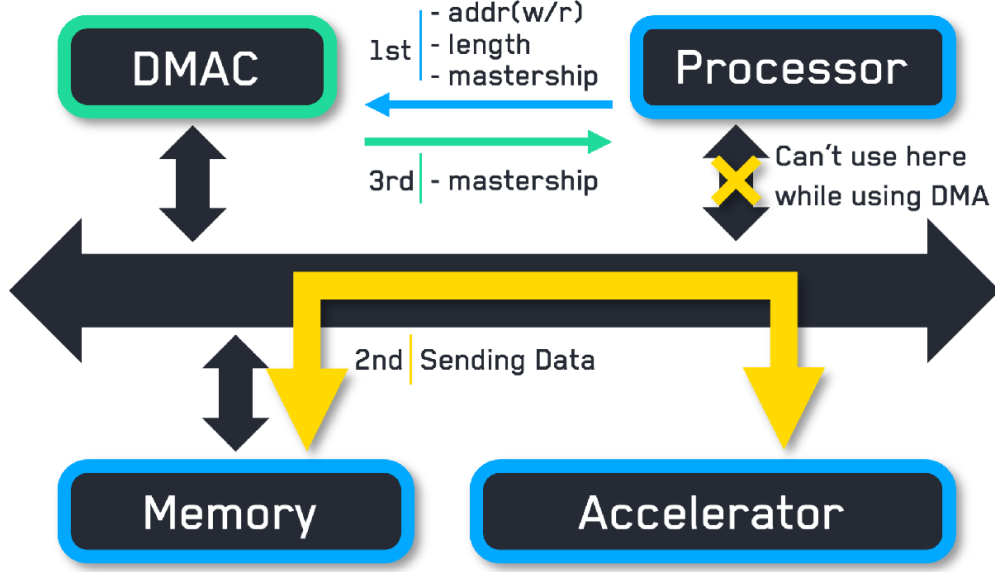 DMAC
1st
- addr(w/r)
- length
- mastership
Processor
3rd
- mastership
Can't use here
while using DMA
2nd
Sending Data
Memory
Accelerator